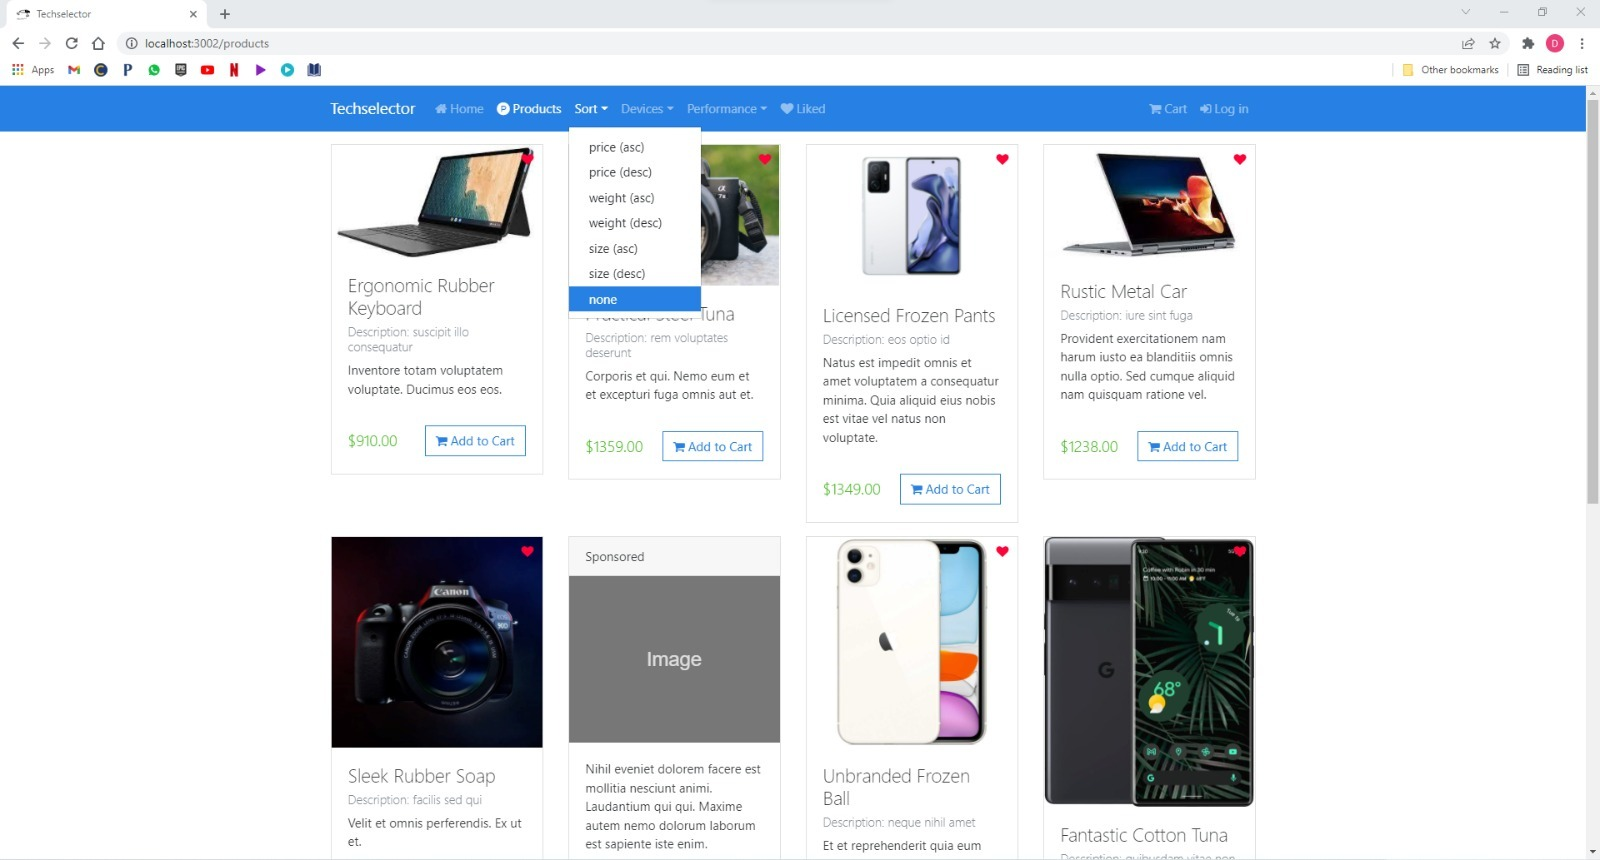 Techselector
localhost:3002/products
Apps
Other bookmarks
Reading list
Techselector Home Products Sort Devices Performance Liked Cart Log in
price (asc)
price (desc)
weight (asc)
weight (desc)
size (asc)
size (desc)
none
Ergonomic Rubber
Keyboard
Description: suscipit illo
consequatur
Inventore totam voluptatem
voluptate. Ducimus eos eos.
$910.00 Add to Cart
Practical Steel Tuna
Description: rem voluptates
deserunt
Corporis et qui. Nemo eum et
et excepturi fuga omnis aut et.
$1359.00 Add to Cart
Licensed Frozen Pants
Description: eos optio id
Natus est impedit omnis et
amet voluptatem a consequatur
minima. Quia aliquid eius nobis
est vitae vel natus non
voluptate.
$1349.00 Add to Cart
Rustic Metal Car
Description: iure sint fuga
Provident exercitationem nam
harum iusto ea blanditiis omnis
nulla optio. Sed cumque aliquid
nam quisquam ratione vel.
$1238.00 Add to Cart
Canon
Sleek Rubber Soap
Description: facilis sed qui
Velit et omnis perferendis. Ex ut
et.
Sponsored
Image
Nihil eveniet dolorem facere est
mollitia nesciunt animi.
Laudantium qui qui. Maxime
autem nemo dolorum laborum
est sapiente iste enim.
Unbranded Frozen
Ball
Description: neque nihil amet
Et et reprehenderit quia eum
68°
Fantastic Cotton Tuna